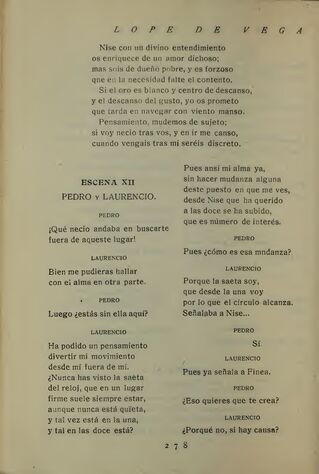 LOPE DE VEGA
Nise con un divino entendimiento
os enriquece de un amor dichoso;
mas sois de dueño pobre, y es forzoso
que en la necesidad falte el contento.
Si el oro es blanco y centro de descanso,
y el descanso del gusto, yo os prometo
que tarda en navegar con viento manso.
Pensamiento, mudemos de sujeto;
si voy necio tras vos, y en ir me canso,
cuando vengais tras mí seréis discreto.
ESCENA XII
PEDRO Y LAURENCIO.
PEDRO
¡Qué necio andaba en buscarte
fuera de aqueste lugar!
LAURENCIO
Bien me pudieras hallar
con el alma en otra parte.
PEDRO
Luego ¿estás sin ella aquí?
LAURENCIO
Ha podido un pensamiento
divertir mi movimiento
desde mí fuera de mí.
¿Nunca has visto la saeta
del reloj, que en un lugar
firme suele siempre estar,
aunque nunca está quieta,
y tal vez está en la una,
y tal en las doce está?
Pues ansí mi alma ya,
sin hacer mudanza alguna
deste puesto en que me ves,
desde Nise que ha querido
a las doce se ha subido,
que es número de interés.
PEDRO
Pues ¿cómo es esa mndanza?
LAURENCIO
Porque la saeta soy,
que desde la una voy
por lo que el círculo alcanza.
Señalaba a Nise...
PEDRO
Sí
LAURENCIO
Pues ya señala a Finea.
PEDRO
¿Eso quieres que te crea?
LAURENCIO
¿Porqué no, si hay causa?
278